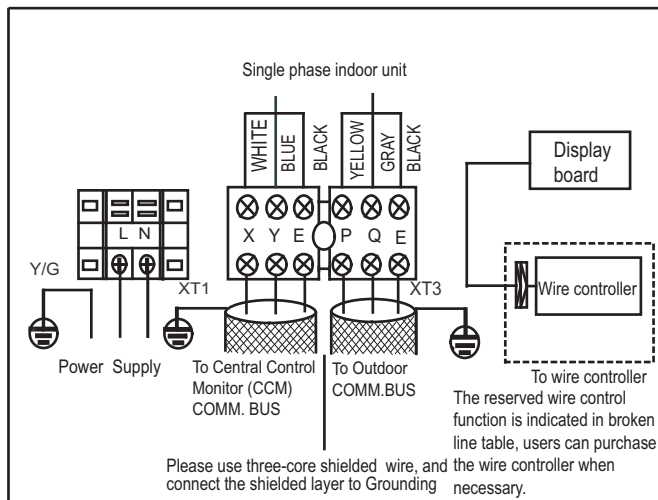 Single phase indoor unit
WHITE
BLUE
BLACK
YELLOW
GRAY
BLACK
Display
board
L N
X Y E P Q E
Y/G
XT1
XT3
Wire controller
Power Supply
To Central Control
Monitor (CCM)
COMM. BUS
To Outdoor
COMM.BUS
To wire controller
The reserved wire control
function is indicated in broken
line table, users can purchase
the wire controller when
necessary.
Please use three-core shielded wire, and
connect the shielded layer to Grounding